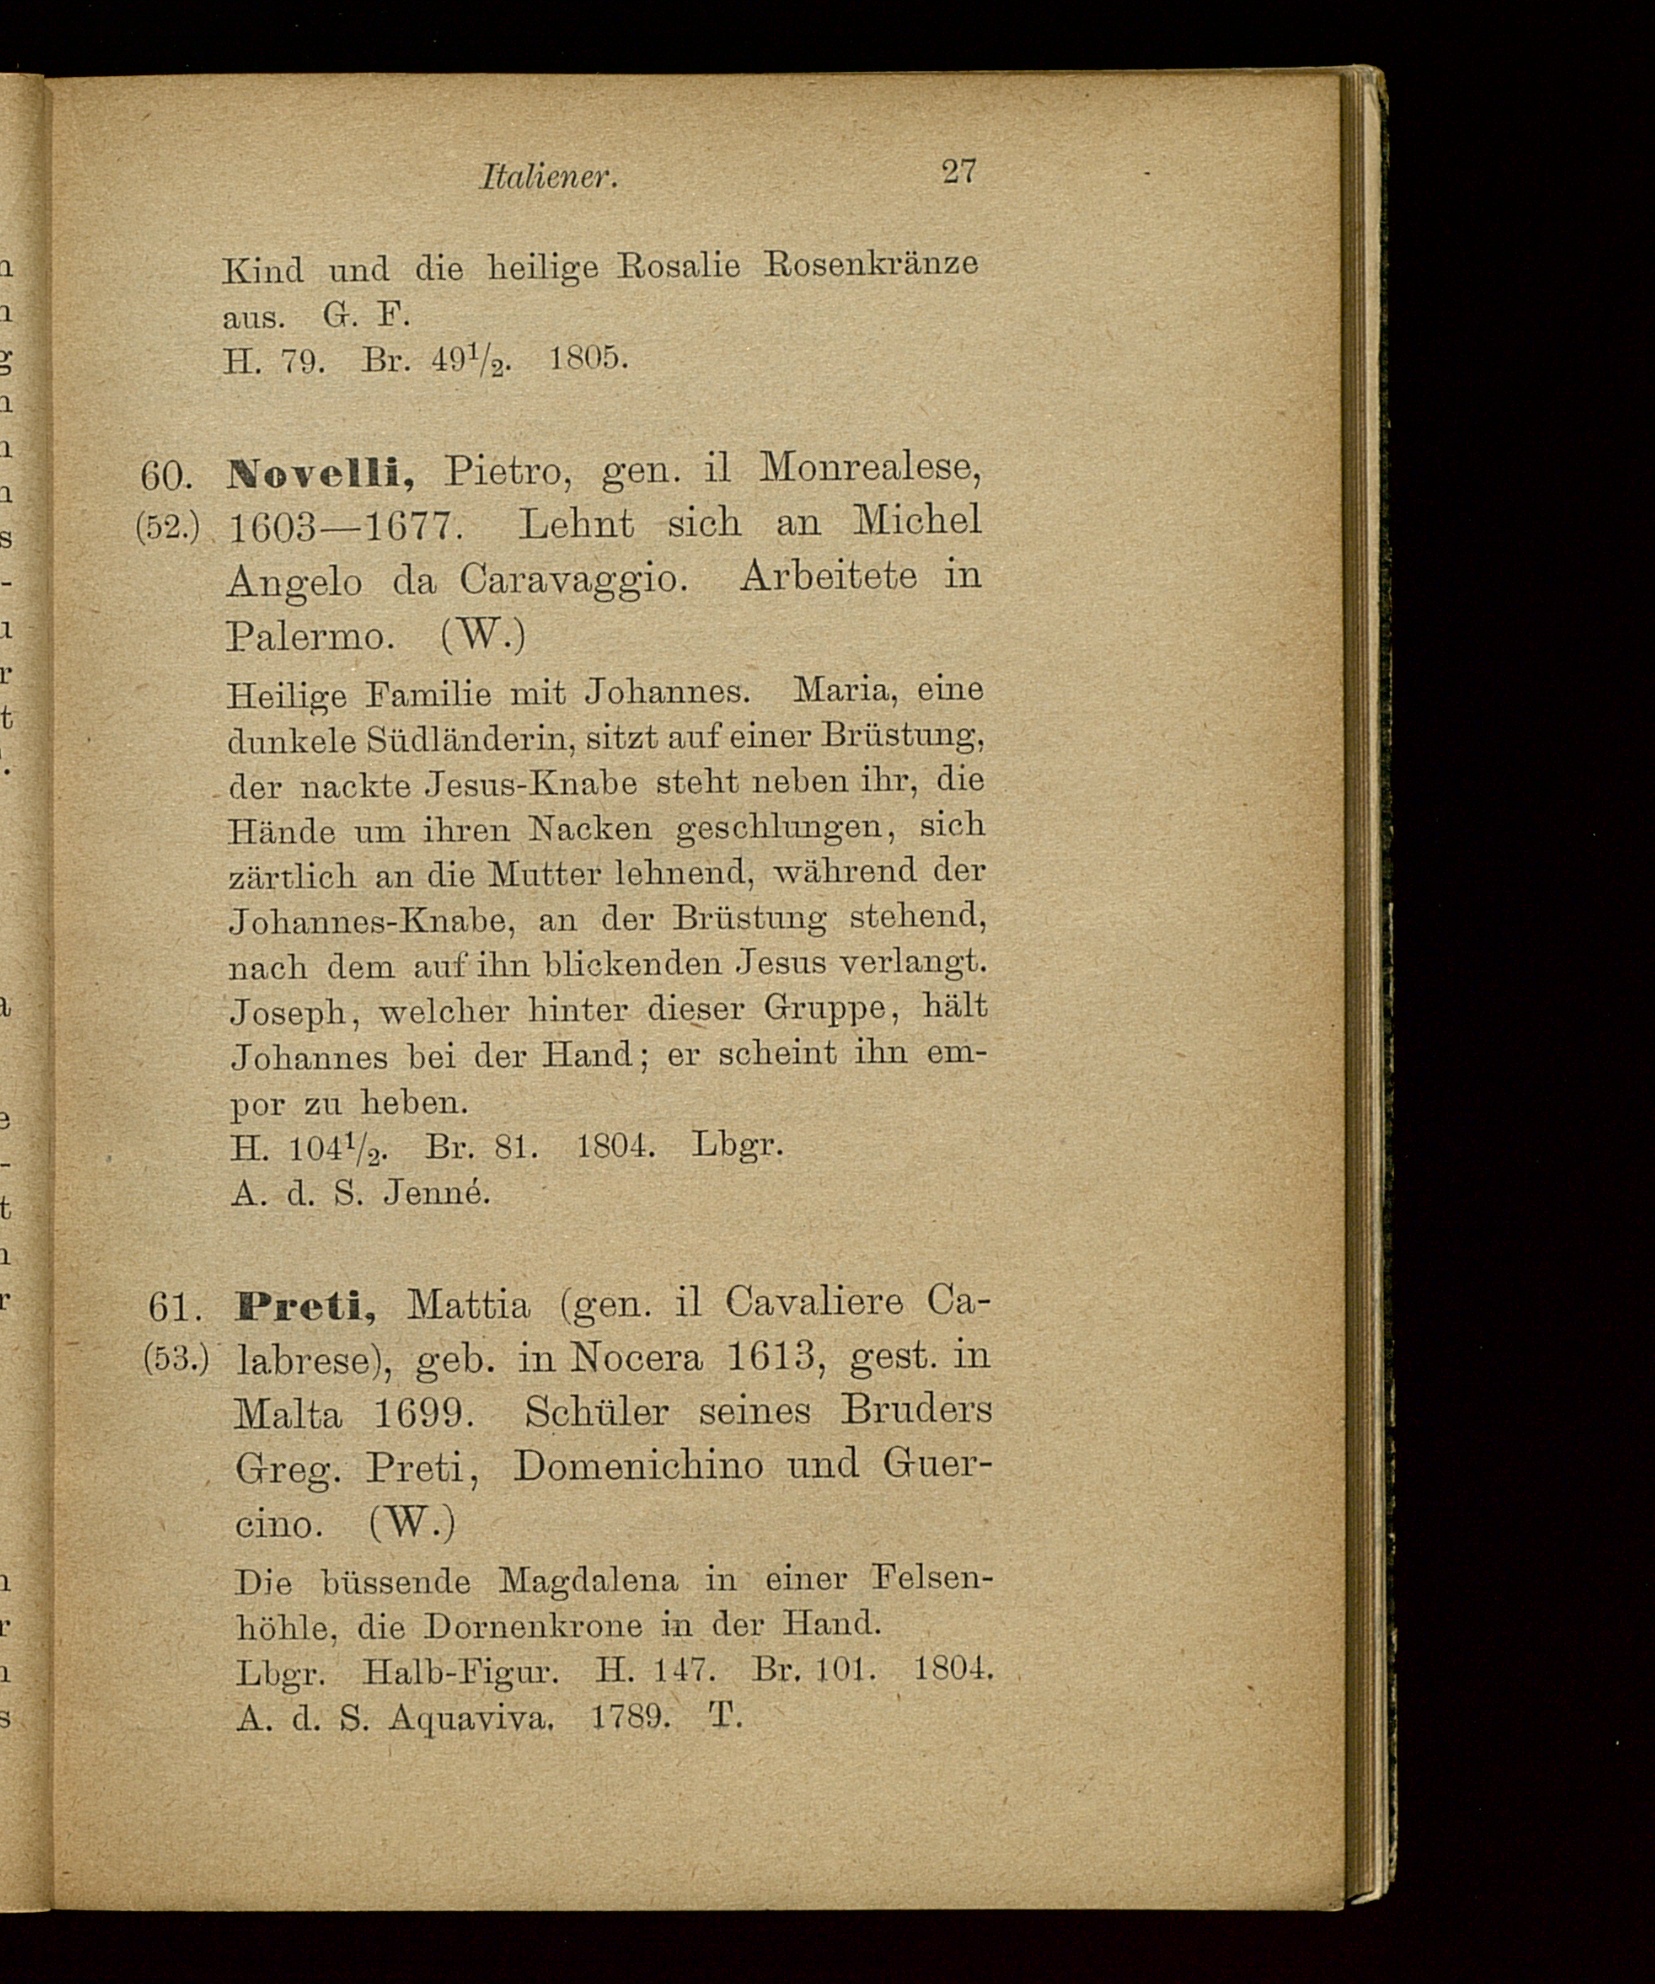 Italiener. 27
Kind und die heilige Rosalie Rosenkränze
aus. G. F.
H. 79. Br. 49¹/₂. 1805.
60. Novelli, Pietro, gen. il Monrealese,
(52.) 1603—1677. Lehnt sich an Michel
Angelo da Caravaggio. Arbeitete in
Palermo. (W.)
Heilige Familie mit Johannes. Maria, eine
dunkele Südländerin, sitzt auf einer Brüstung,
der nackte Jesus-Knabe steht neben ihr, die
Hände um ihren Nacken geschlungen, sich
zärtlich an die Mutter lehnend, während der
Johannes-Knabe, an der Brüstung stehend,
nach dem auf ihn blickenden Jesus verlangt.
Joseph, welcher hinter dieser Gruppe, hält
Johannes bei der Hand; er scheint ihn em-
por zu heben.
H. 104¹/₂. Br. 81. 1804. Lbgr.
A. d. S. Jenné.
61. Preti, Mattia (gen. il Cavaliere Ca-
(53.) labrese), geb. in Nocera 1613, gest. in
Malta 1699. Schüler seines Bruders
Greg. Preti, Domenichino und Guer-
cino. (W.)
Die büssende Magdalena in einer Felsen-
höhle, die Dornenkrone in der Hand.
Lbgr. Halb-Figur. H. 147. Br. 101. 1804.
A. d. S. Aquaviva. 1789. T.